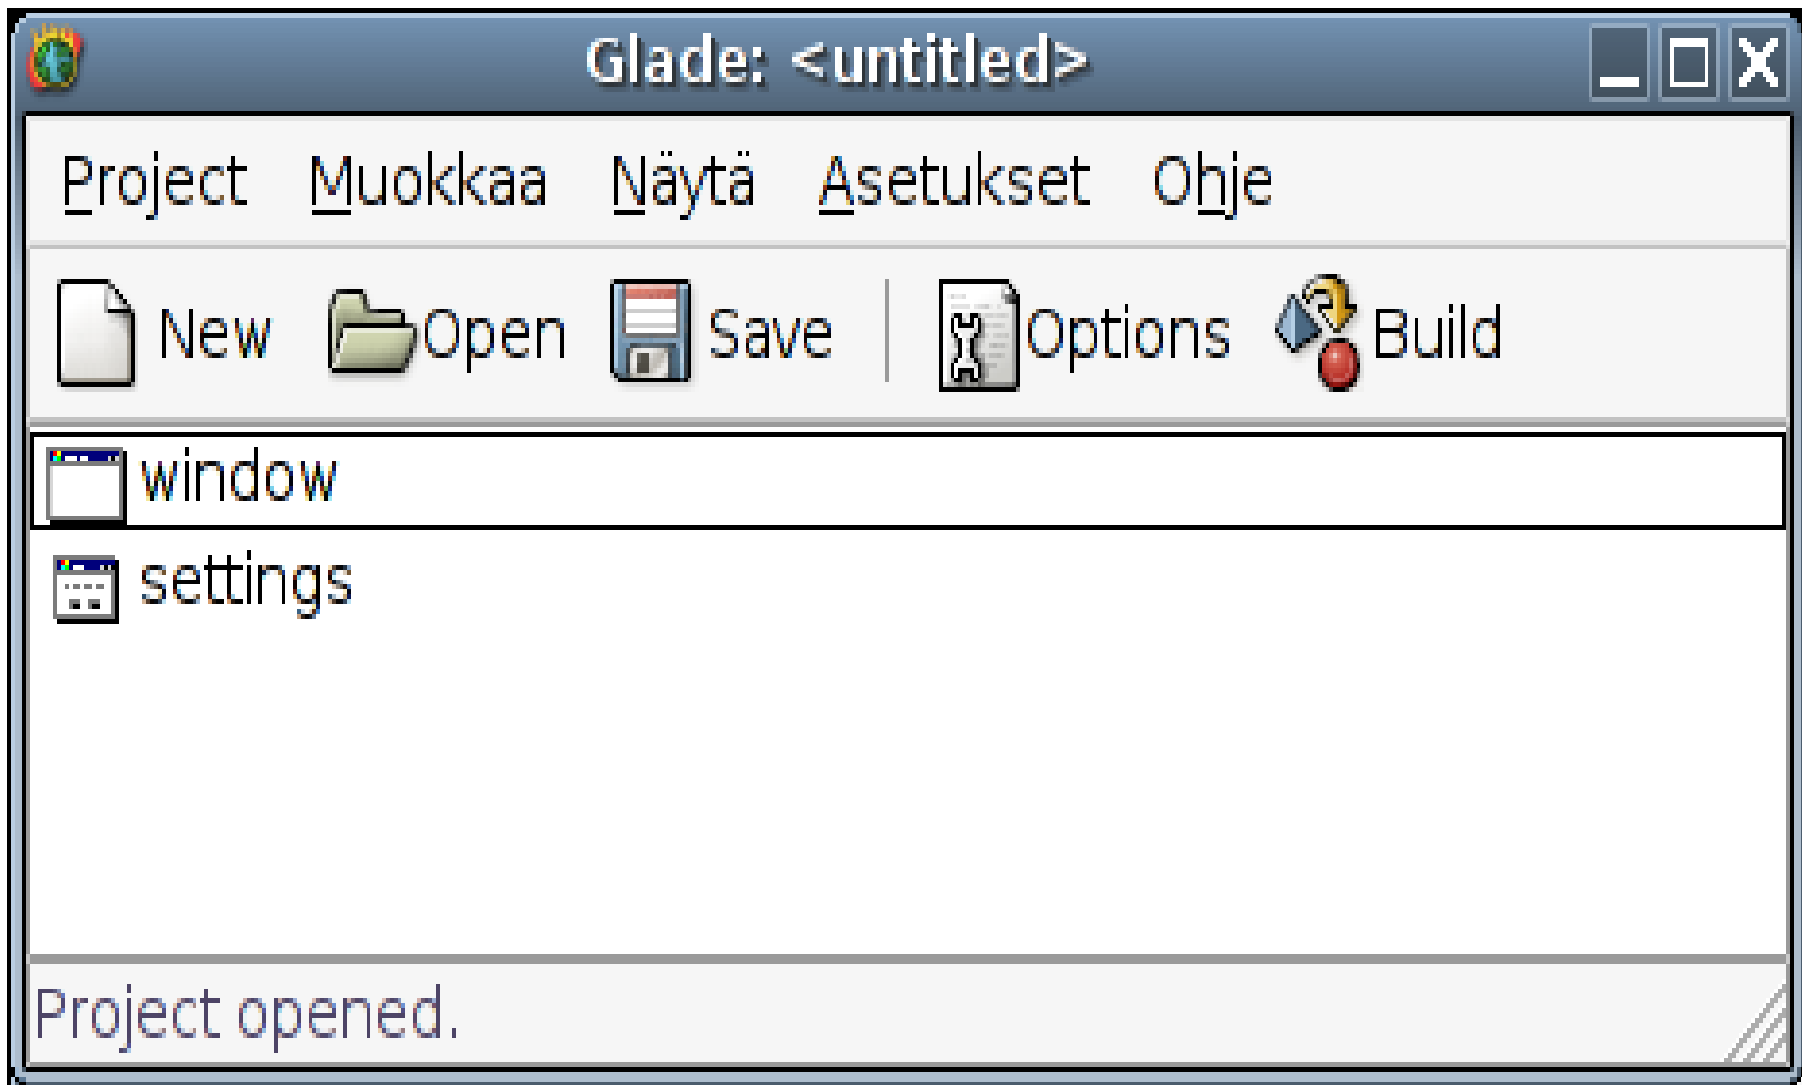 Glade: <untitled>
Project Muokkaa Näytä Asetukset Ohje
New Open Save Options Build
window
settings
Project opened.